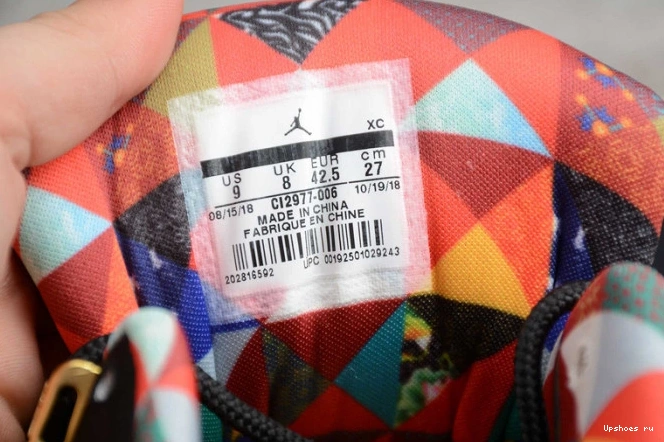 XC
US UK EUR cm
9 8 42.5 27
08/15/18 CI2977-006 10/19/18
MADE IN CHINA
FABRIQUE EN CHINE
202816592 UPC 00192501029243
Upshoes ru